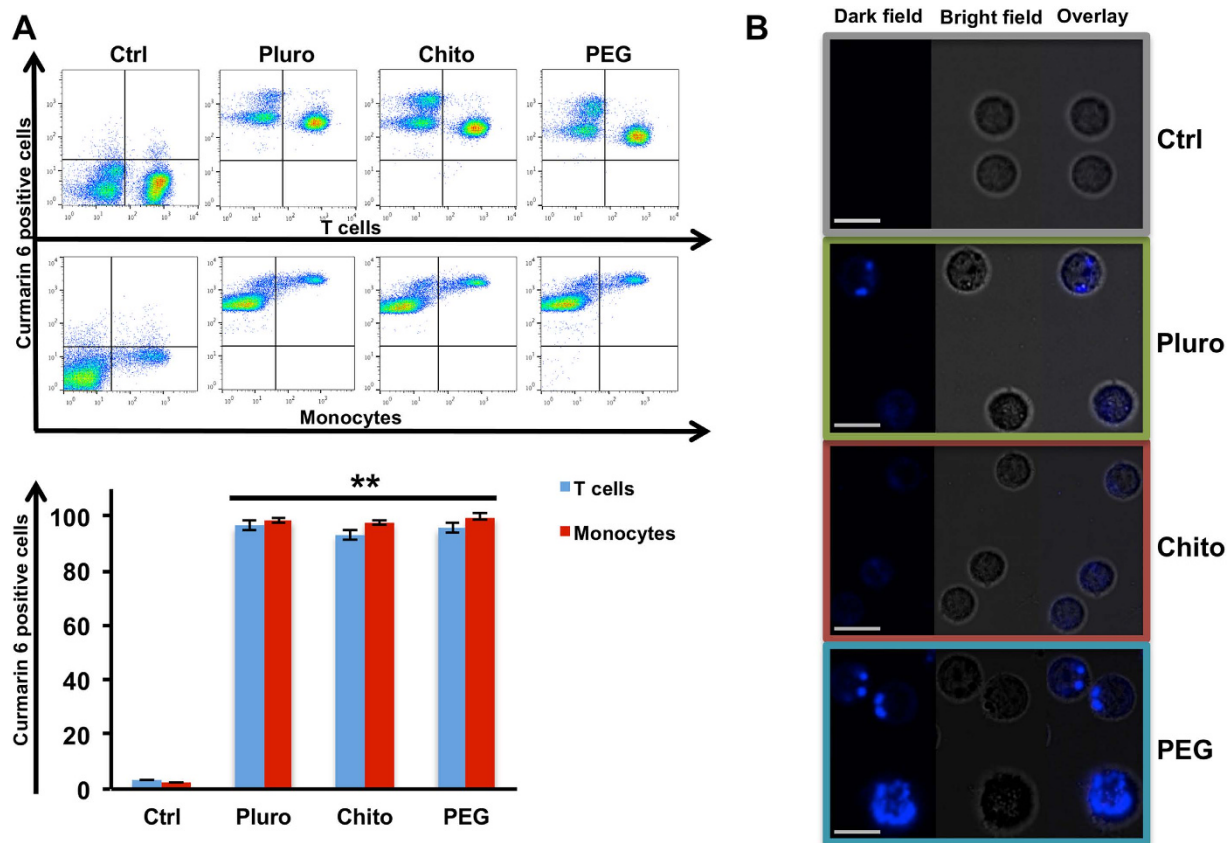 A
Ctrl
Pluro
Chito
PEG
Curmarin 6 positive cells
T cells
Monocytes
**
T cells
Monocytes
Curmarin 6 positive cells
100
80
60
40
20
0
Ctrl
Pluro
Chito
PEG
B
Dark field
Bright field
Overlay
Ctrl
Pluro
Chito
PEG